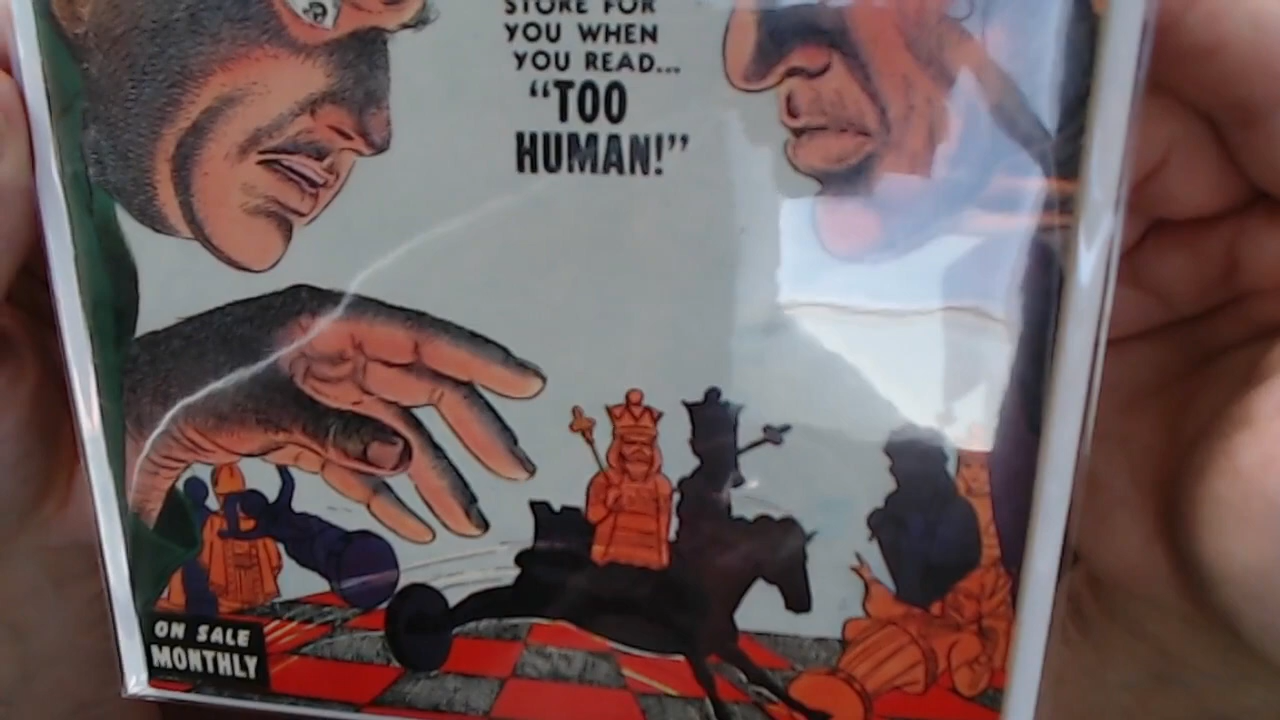 STORE FOR
YOU WHEN
YOU READ...
"TOO
HUMAN!"
ON SALE
MONTHLY